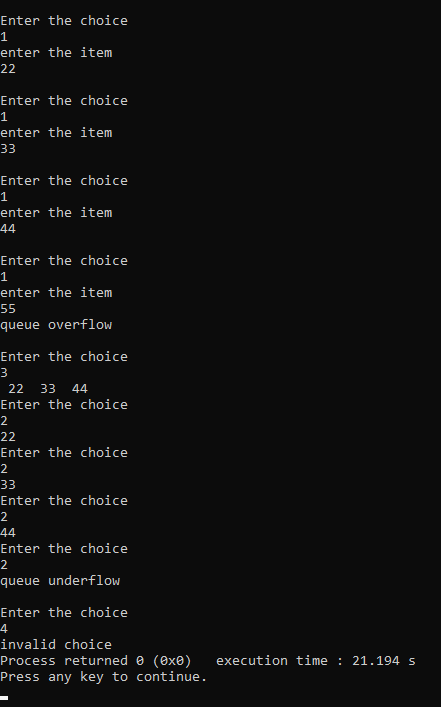 Enter the choice
1
enter the item
22
Enter the choice
1
enter the item
33
Enter the choice
1
enter the item
44
Enter the choice
1
enter the item
55
queue overflow
Enter the choice
3
22  33  44
Enter the choice
2
22
Enter the choice
2
33
Enter the choice
2
44
Enter the choice
2
queue underflow
Enter the choice
4
invalid choice
Process returned 0 (0x0)   execution time : 21.194 s
Press any key to continue.